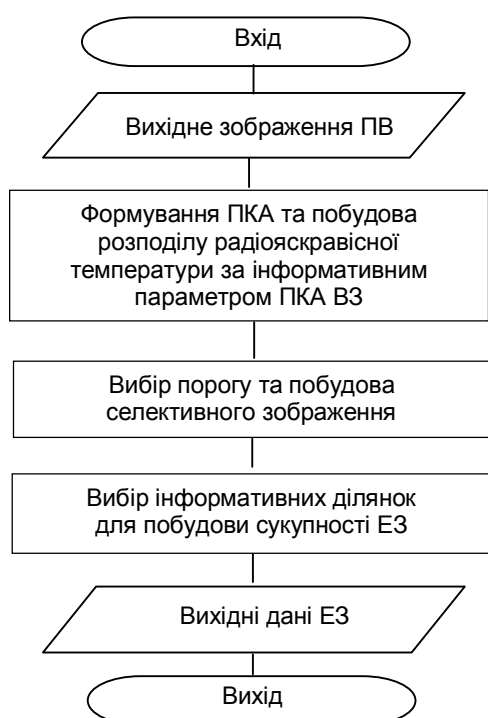 Вхід
Вихідне зображення ПВ
Формування ПКА та побудова
розподілу радіояскравісної
температури за інформативним
параметром ПКА ВЗ
Вибір порогу та побудова
селективного зображення
Вибір інформативних ділянок
для побудови сукупності ЕЗ
Вихідні дані ЕЗ
Вихід